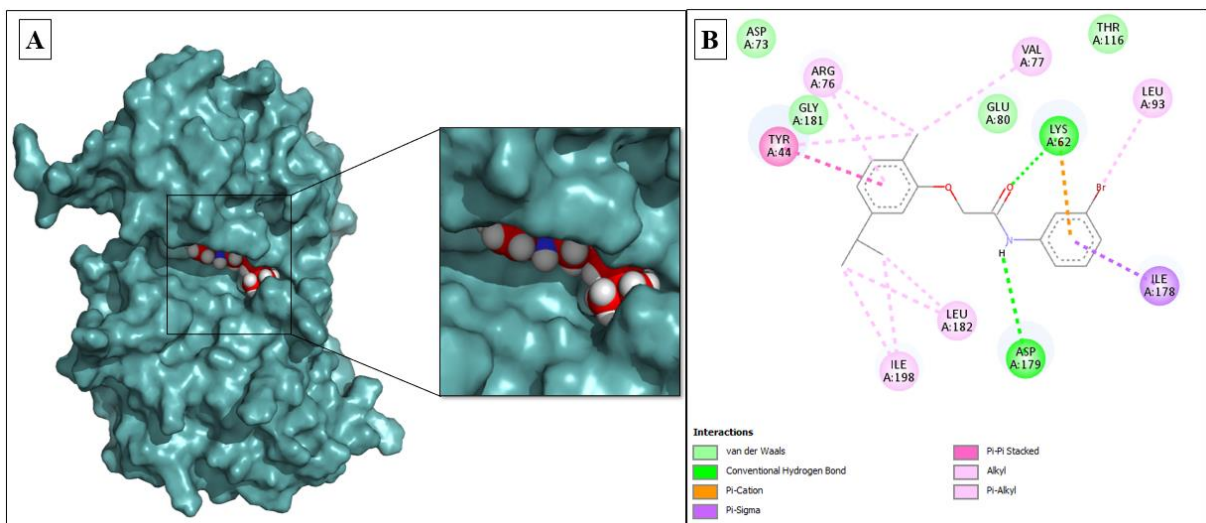 A
B
ASP
A:73
THR
A:116
VAL
A:77
ARG
A:76
LEU
A:93
GLY
A:181
GLU
A:80
LYS
A:62
TYR
A:44
O
O
Br
N
H
ILE
A:178
LEU
A:182
ASP
A:179
ILE
A:198
Interactions
van der Waals
Conventional Hydrogen Bond
Pi-Cation
Pi-Sigma
Pi-Pi Stacked
Alkyl
Pi-Alkyl